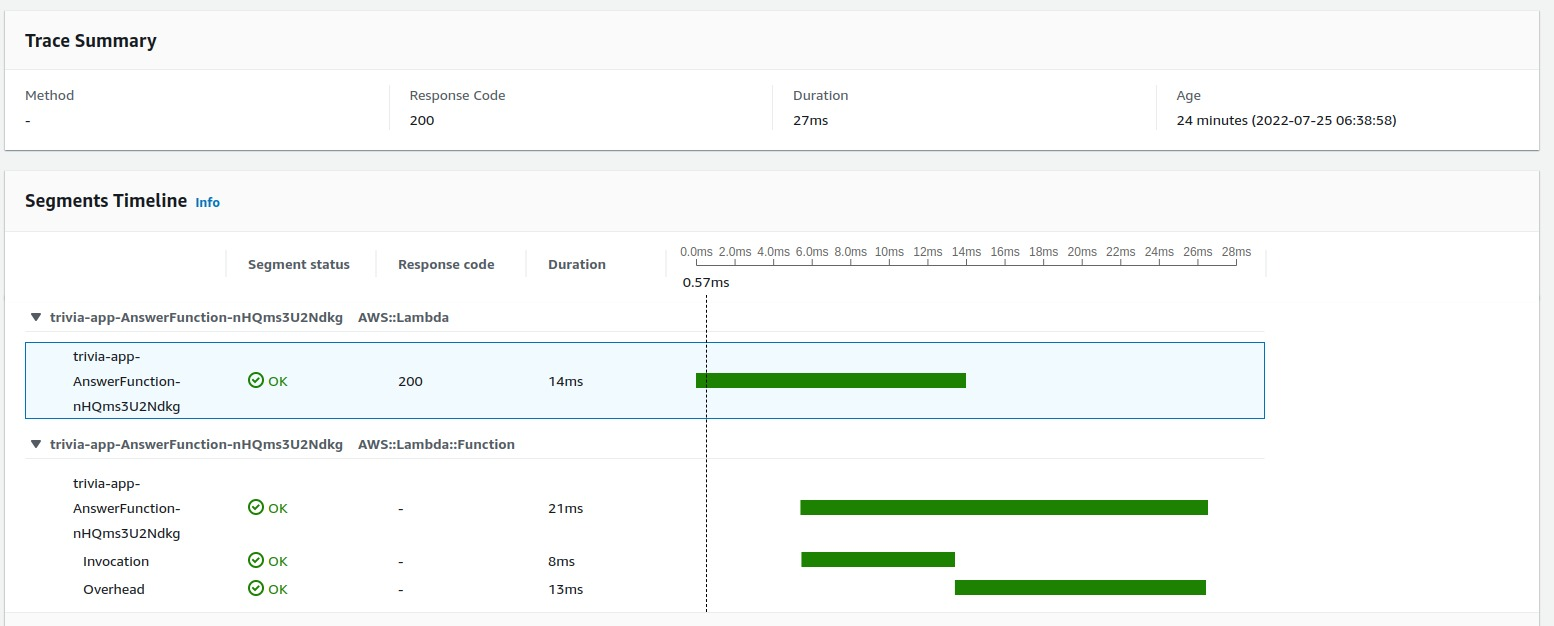 Trace Summary
Method Response Code Duration Age
- 200 27ms 24 minutes (2022-07-25 06:38:58)
Segments Timeline Info
0.0ms 2.0ms 4.0ms 6.0ms 8.0ms 10ms 12ms 14ms 16ms 18ms 20ms 22ms 24ms 26ms 28ms
Segment status Response code Duration
0.57ms
trivia-app-AnswerFunction-nHQms3U2Ndkg AWS::Lambda
trivia-app-
AnswerFunction- OK 200 14ms
nHQms3U2Ndkg
trivia-app-AnswerFunction-nHQms3U2Ndkg AWS::Lambda::Function
trivia-app-
AnswerFunction- OK - 21ms
nHQms3U2Ndkg
Invocation OK - 8ms
Overhead OK - 13ms